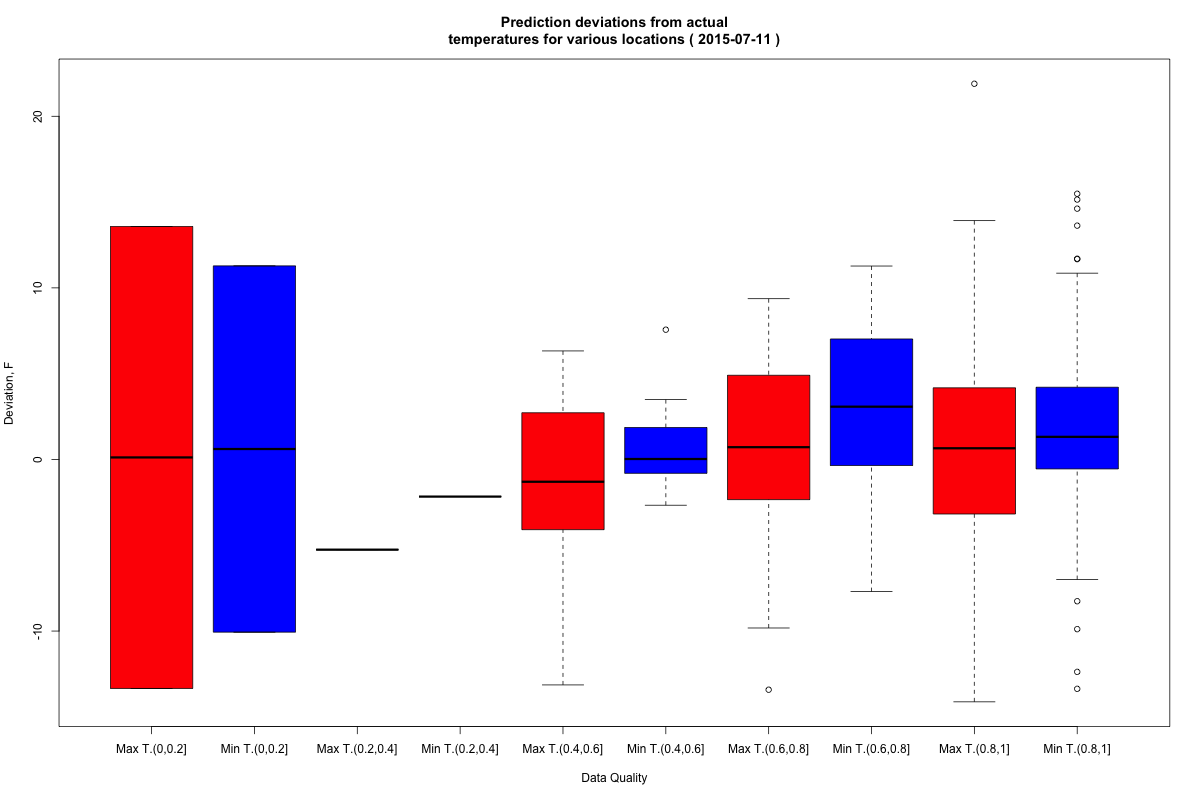 Prediction deviations from actual
temperatures for various locations ( 2015-07-11 )
Deviation, F
20
10
0
-10
Max T.(0,0.2]
Min T.(0,0.2]
Max T.(0.2,0.4]
Min T.(0.2,0.4]
Max T.(0.4,0.6]
Min T.(0.4,0.6]
Max T.(0.6,0.8]
Min T.(0.6,0.8]
Max T.(0.8,1]
Min T.(0.8,1]
Data Quality